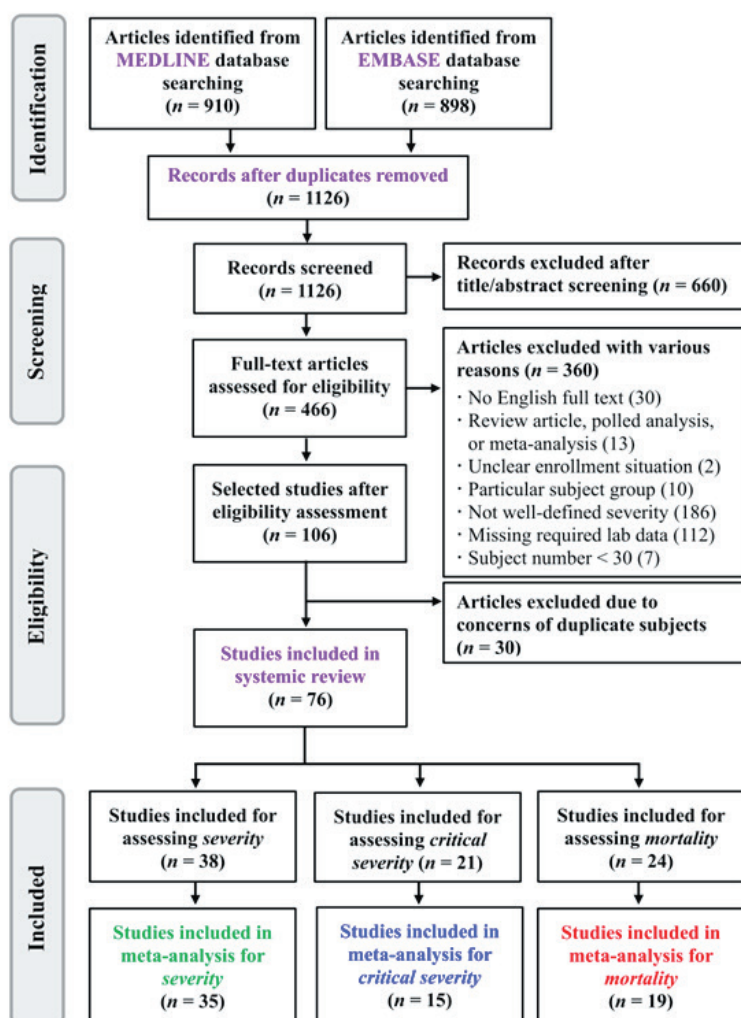 Identification
Articles identified from
MEDLINE database
searching
(n = 910)
Articles identified from
EMBASE database
searching
(n = 898)
Records after duplicates removed
(n = 1126)
Screening
Records screened
(n = 1126)
Records excluded after
title/abstract screening (n = 660)
Full-text articles
assessed for eligibility
(n = 466)
Articles excluded with various
reasons (n = 360)
· No English full text (30)
· Review article, polled analysis,
or meta-analysis (13)
· Unclear enrollment situation (2)
· Particular subject group (10)
· Not well-defined severity (186)
· Missing required lab data (112)
· Subject number < 30 (7)
Eligibility
Selected studies after
eligibility assessment
(n = 106)
Articles excluded due to
concerns of duplicate subjects
(n = 30)
Studies included in
systemic review
(n = 76)
Included
Studies included for
assessing severity
(n = 38)
Studies included for
assessing critical
severity (n = 21)
Studies included for
assessing mortality
(n = 24)
Studies included in
meta-analysis for
severity
(n = 35)
Studies included in
meta-analysis for
critical severity
(n = 15)
Studies included in
meta-analysis for
mortality
(n = 19)